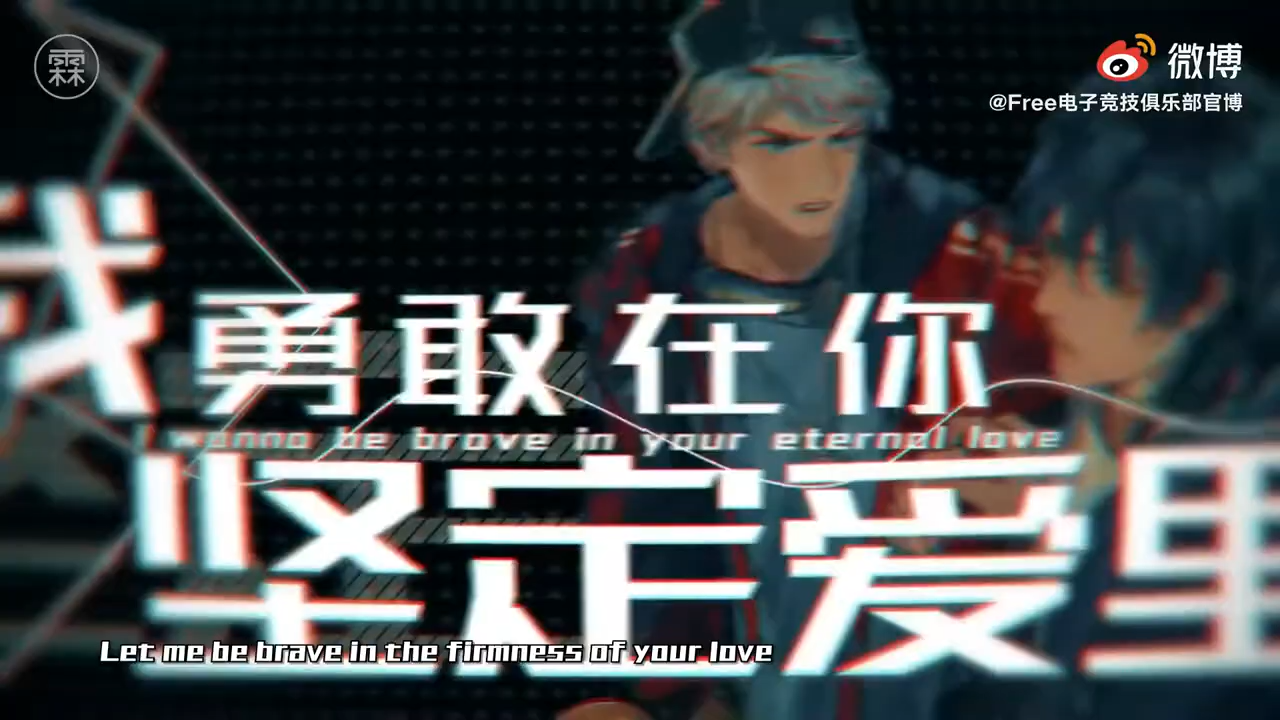 霖
微博
@Free电子竞技俱乐部官博
我
勇敢在你
I wanna be brave in your eternal love
坚定爱里
Let me be brave in the firmness of your love